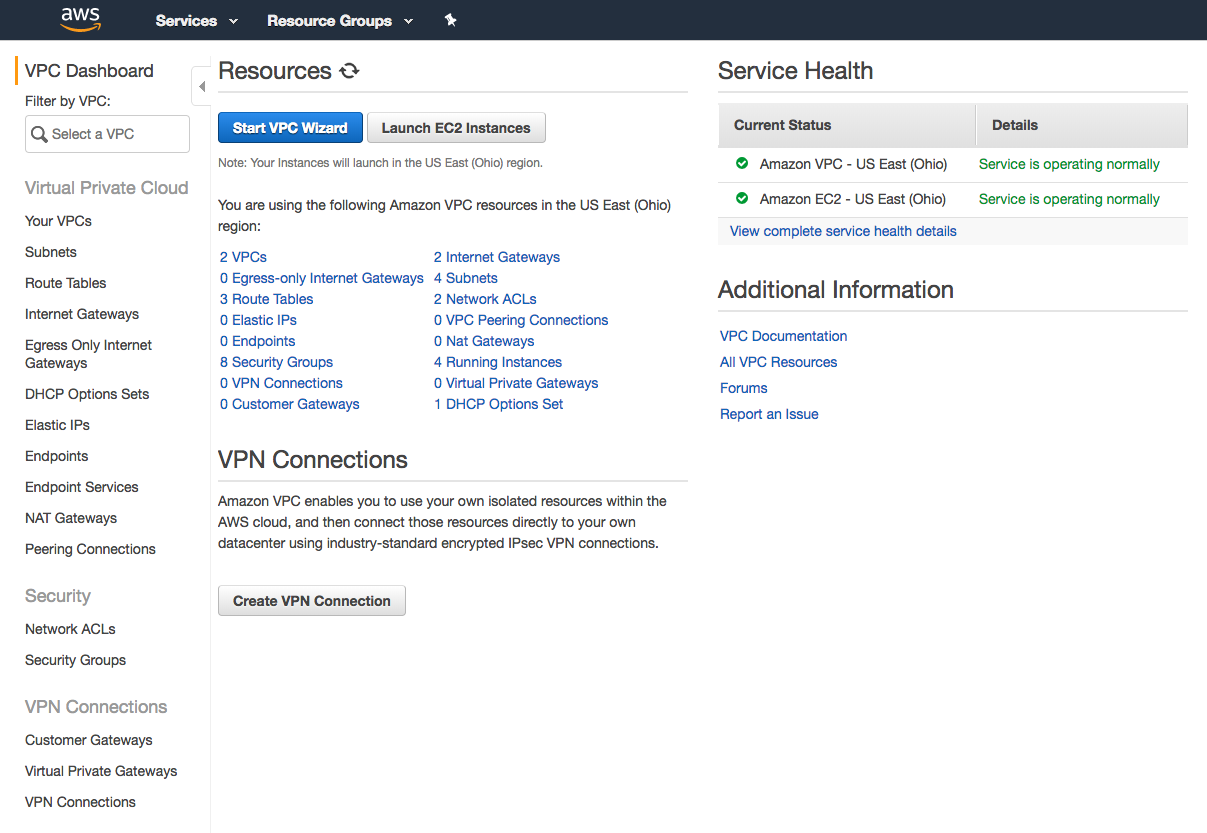 aws
Services
Resource Groups
VPC Dashboard
Filter by VPC:
Select a VPC
Virtual Private Cloud
Your VPCs
Subnets
Route Tables
Internet Gateways
Egress Only Internet
Gateways
DHCP Options Sets
Elastic IPs
Endpoints
Endpoint Services
NAT Gateways
Peering Connections
Security
Network ACLs
Security Groups
VPN Connections
Customer Gateways
Virtual Private Gateways
VPN Connections
Resources
Start VPC Wizard
Launch EC2 Instances
Note: Your Instances will launch in the US East (Ohio) region.
You are using the following Amazon VPC resources in the US East (Ohio)
region:
2 VPCs
2 Internet Gateways
0 Egress-only Internet Gateways
4 Subnets
3 Route Tables
2 Network ACLs
0 Elastic IPs
0 VPC Peering Connections
0 Endpoints
0 Nat Gateways
8 Security Groups
4 Running Instances
0 VPN Connections
0 Virtual Private Gateways
0 Customer Gateways
1 DHCP Options Set
VPN Connections
Amazon VPC enables you to use your own isolated resources within the
AWS cloud, and then connect those resources directly to your own
datacenter using industry-standard encrypted IPsec VPN connections.
Create VPN Connection
Service Health
Current Status
Details
Amazon VPC - US East (Ohio)
Service is operating normally
Amazon EC2 - US East (Ohio)
Service is operating normally
View complete service health details
Additional Information
VPC Documentation
All VPC Resources
Forums
Report an Issue